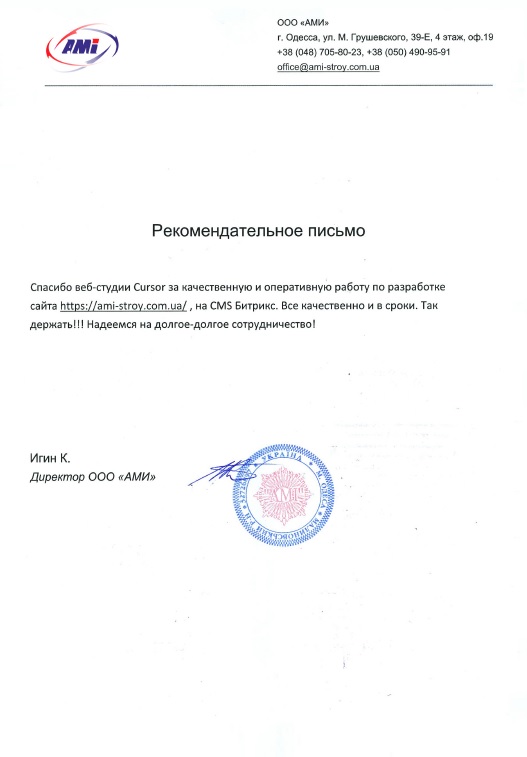 АМi
ООО «АМИ»
г. Одесса, ул. М. Грушевского, 39-Е, 4 этаж, оф.19
+38 (048) 705-80-23, +38 (050) 490-95-91
office@ami-stroy.com.ua
Рекомендательное письмо
Спасибо веб-студии Cursor за качественную и оперативную работу по разработке
сайта https://ami-stroy.com.ua/ , на CMS Битрикс. Все качественно и в сроки. Так
держать!!! Надеемся на долгое-долгое сотрудничество!
Игин К.
Директор ООО «АМИ»
УКРАЇНА * М. ОДЕСА * МАЛИНОВСЬКИЙ Р-Н
АМІ